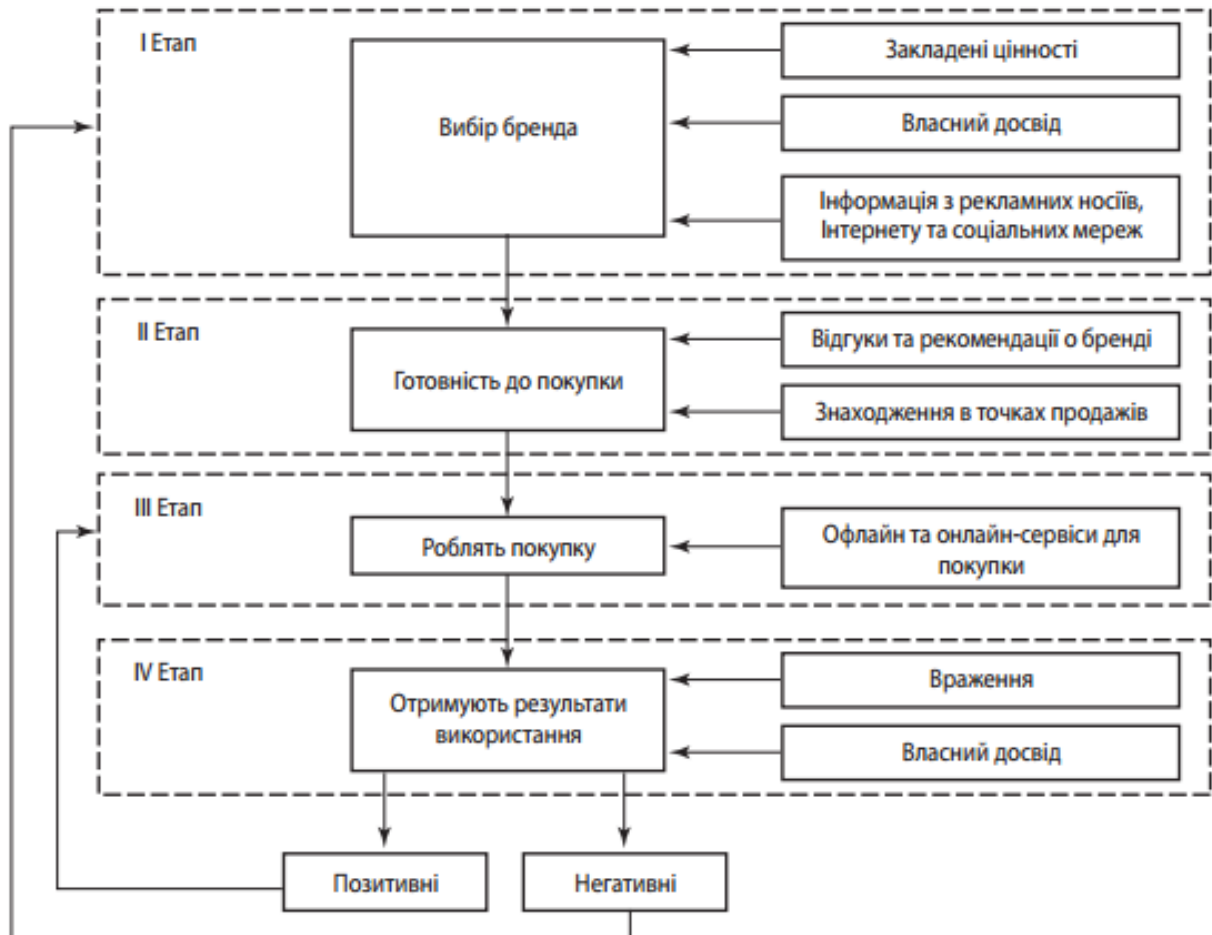 I Етап
Вибір бренда
Закладені цінності
Власний досвід
Інформація з рекламних носіїв,
Інтернету та соціальних мереж
II Етап
Готовність до покупки
Відгуки та рекомендації о бренді
Знаходження в точках продажів
III Етап
Роблять покупку
Офлайн та онлайн-сервіси для
покупки
IV Етап
Отримують результати
використання
Враження
Власний досвід
Позитивні
Негативні